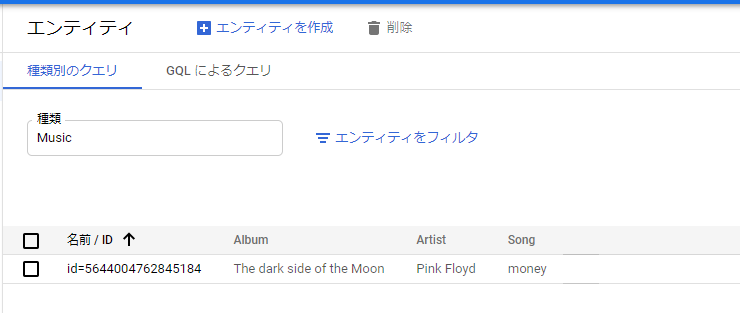 エンティティ エンティティを作成 削除
種類別のクエリ GQL によるクエリ
種類
Music エンティティをフィルタ
名前 / ID Album Artist Song
id=5644004762845184 The dark side of the Moon Pink Floyd money